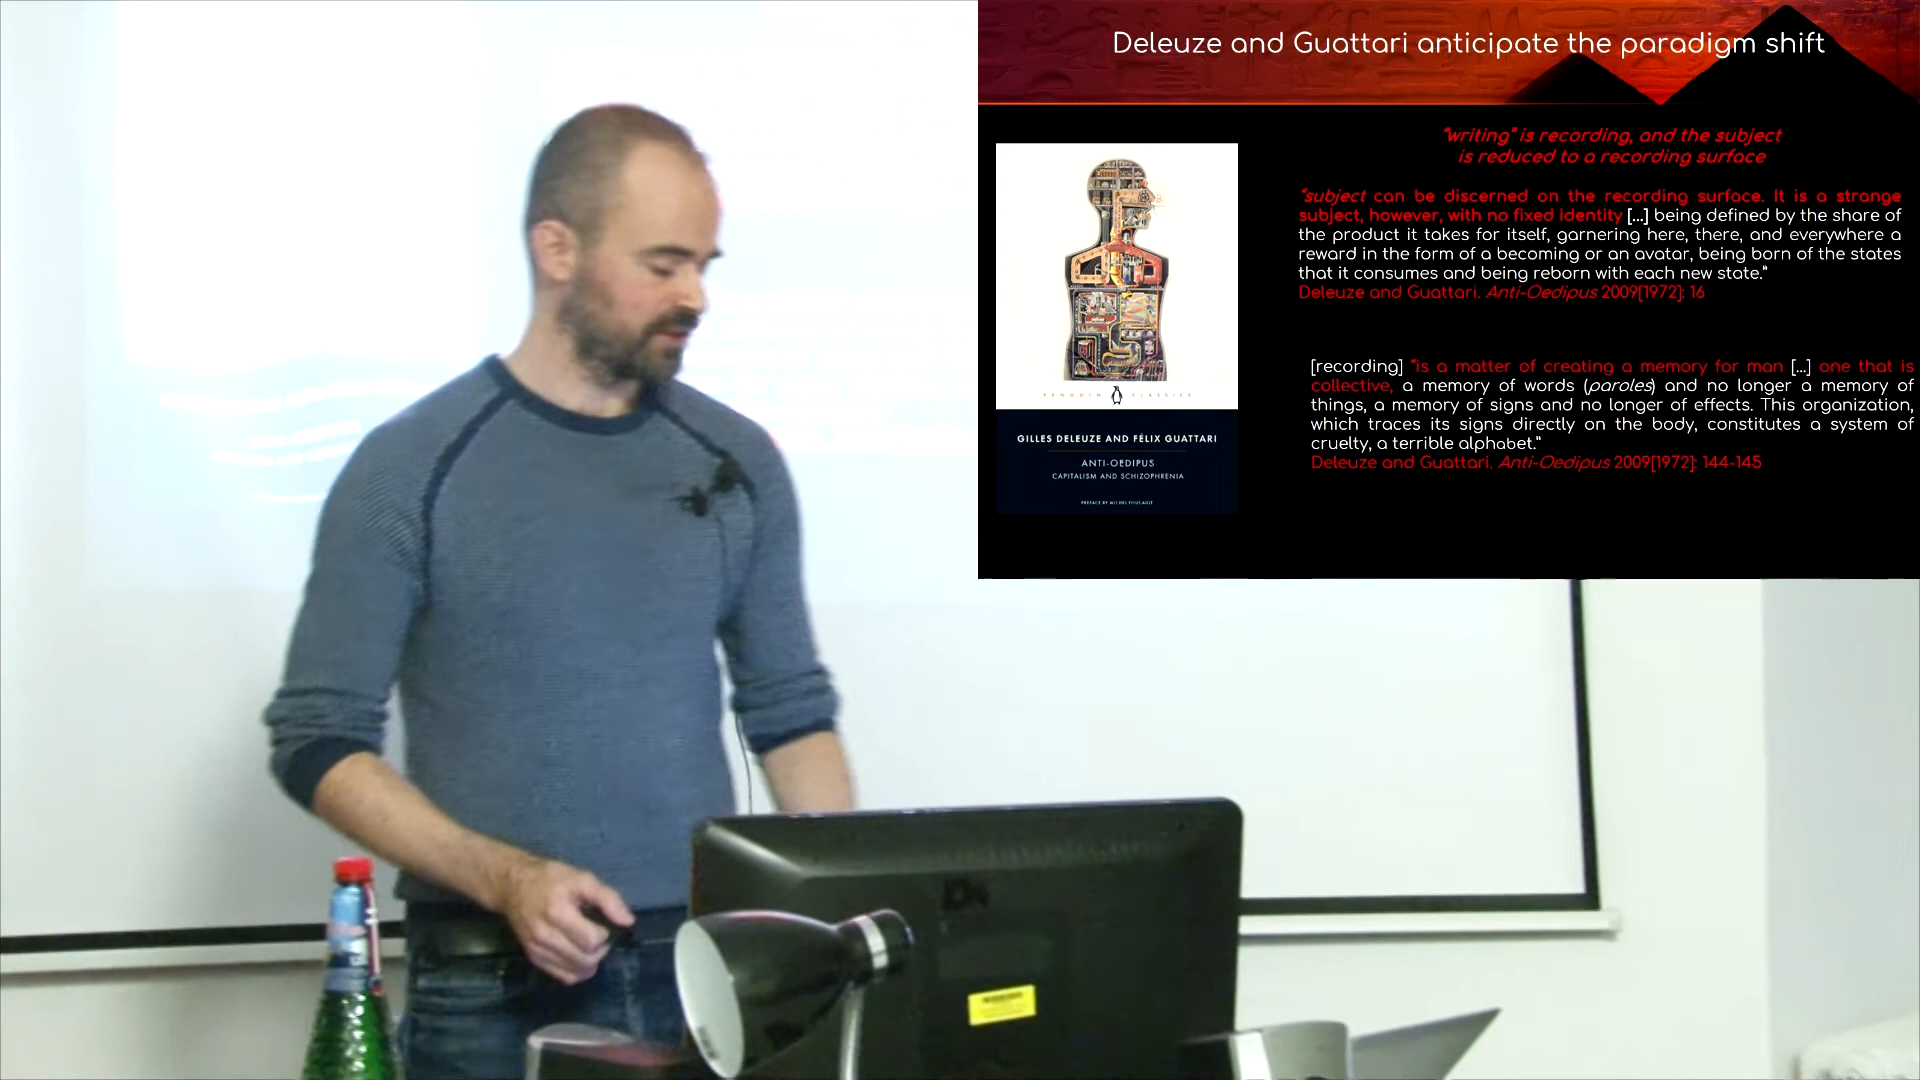 Deleuze and Guattari anticipate the paradigm shift
"writing" is recording, and the subject
is reduced to a recording surface
"subject can be discerned on the recording surface. It is a strange
subject, however, with no fixed identity [...] being defined by the share of
the product it takes for itself, garnering here, there, and everywhere a
reward in the form of a becoming or an avatar, being born of the states
that it consumes and being reborn with each new state."
Deleuze and Guattari. Anti-Oedipus 2009[1972]: 16
[recording] "is a matter of creating a memory for man [...] one that is
collective, a memory of words (paroles) and no longer a memory of
things, a memory of signs and no longer of effects. This organization,
which traces its signs directly on the body, constitutes a system of
cruelty, a terrible alphabet."
Deleuze and Guattari. Anti-Oedipus 2009[1972]: 144-145
PENGUIN CLASSICS
GILLES DELEUZE AND FÉLIX GUATTARI
ANTI-OEDIPUS
CAPITALISM AND SCHIZOPHRENIA
PREFACE BY MICHEL FOUCAULT